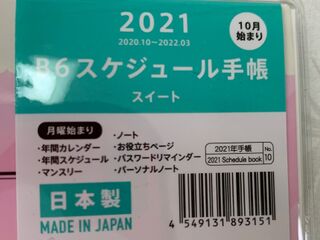 2021
2020.10~2022.03
10月
始まり
B6スケジュール手帳
スイート
月曜始まり
・ノート
・年間カレンダー
・お役立ちページ
・年間スケジュール
・パスワードリマインダー
・マンスリー
・パーソナルノート
日本製
MADE IN JAPAN
2021年手帳
2021 Schedule book
No.
10
4 549131 893151